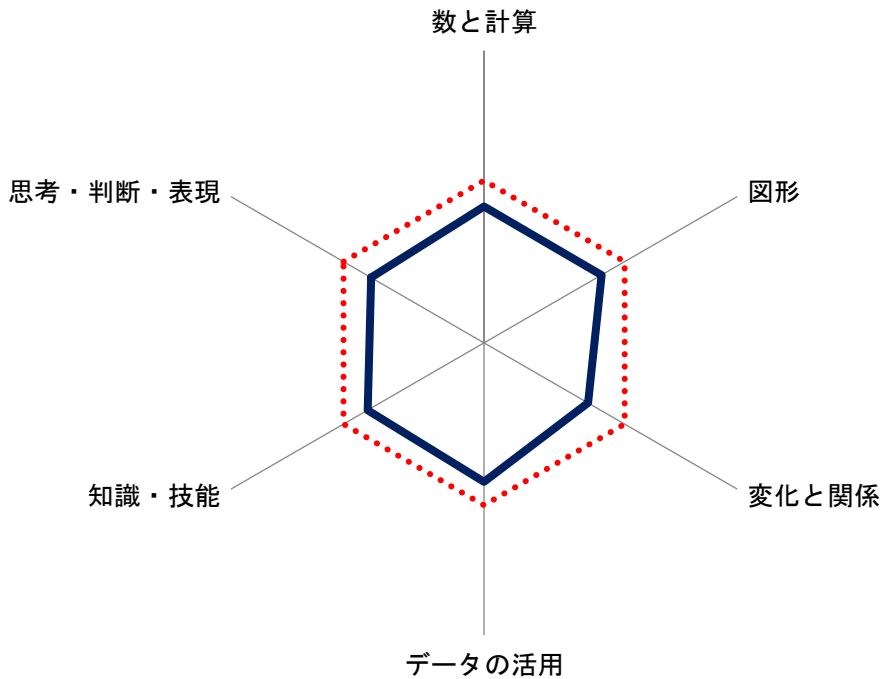 数と計算
思考・判断・表現
図形
知識・技能
変化と関係
データの活用